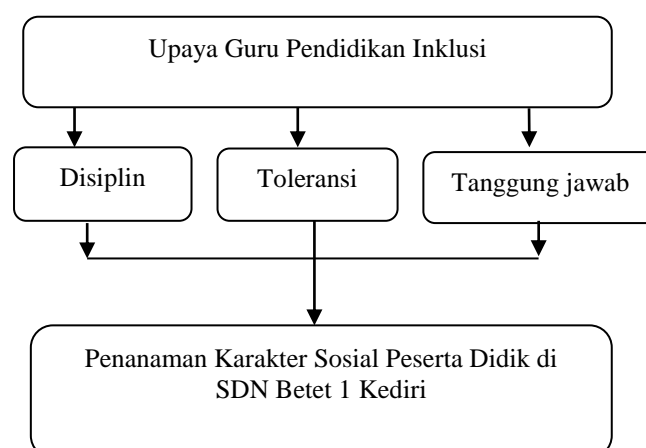 Upaya Guru Pendidikan Inklusi
Disiplin
Toleransi
Tanggung jawab
Penanaman Karakter Sosial Peserta Didik di
SDN Betet 1 Kediri